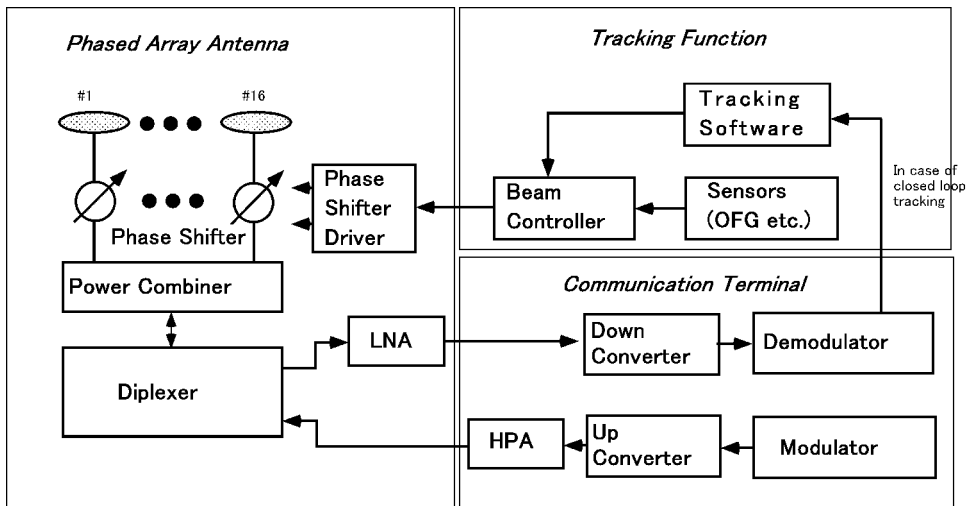 Phased Array Antenna
#1
#16
Phase Shifter
Phase
Shifter
Driver
Power Combiner
Diplexer
LNA
Tracking Function
Tracking
Software
Beam
Controller
Sensors
(OFG etc.)
In case of
closed loop
tracking
Communication Terminal
Down
Converter
Demodulator
HPA
Up
Converter
Modulator